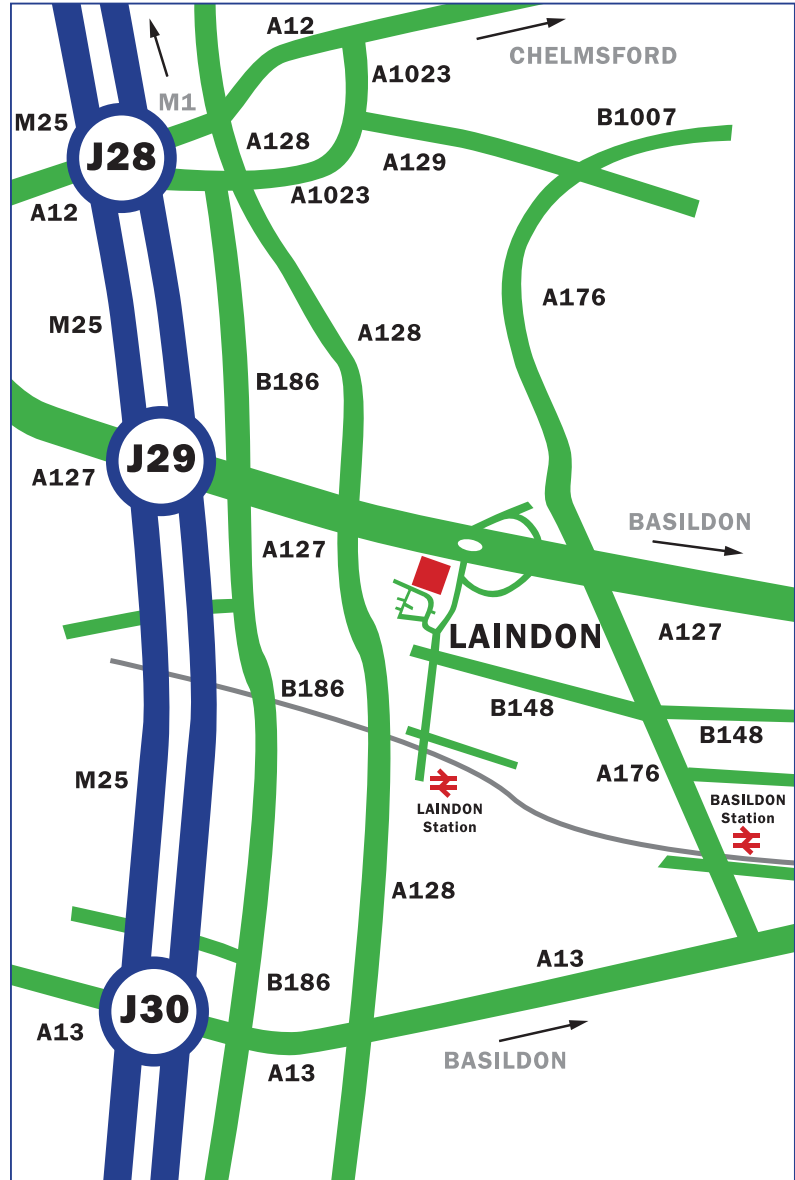 A12
CHELMSFORD
A1023
M1
M25
B1007
J28
A128
A129
A1023
A12
A176
M25
A128
B186
J29
A127
BASILDON
A127
LAINDON
A127
B186
B148
B148
M25
A176
LAINDON
Station
BASILDON
Station
A128
A13
B186
J30
A13
BASILDON
A13